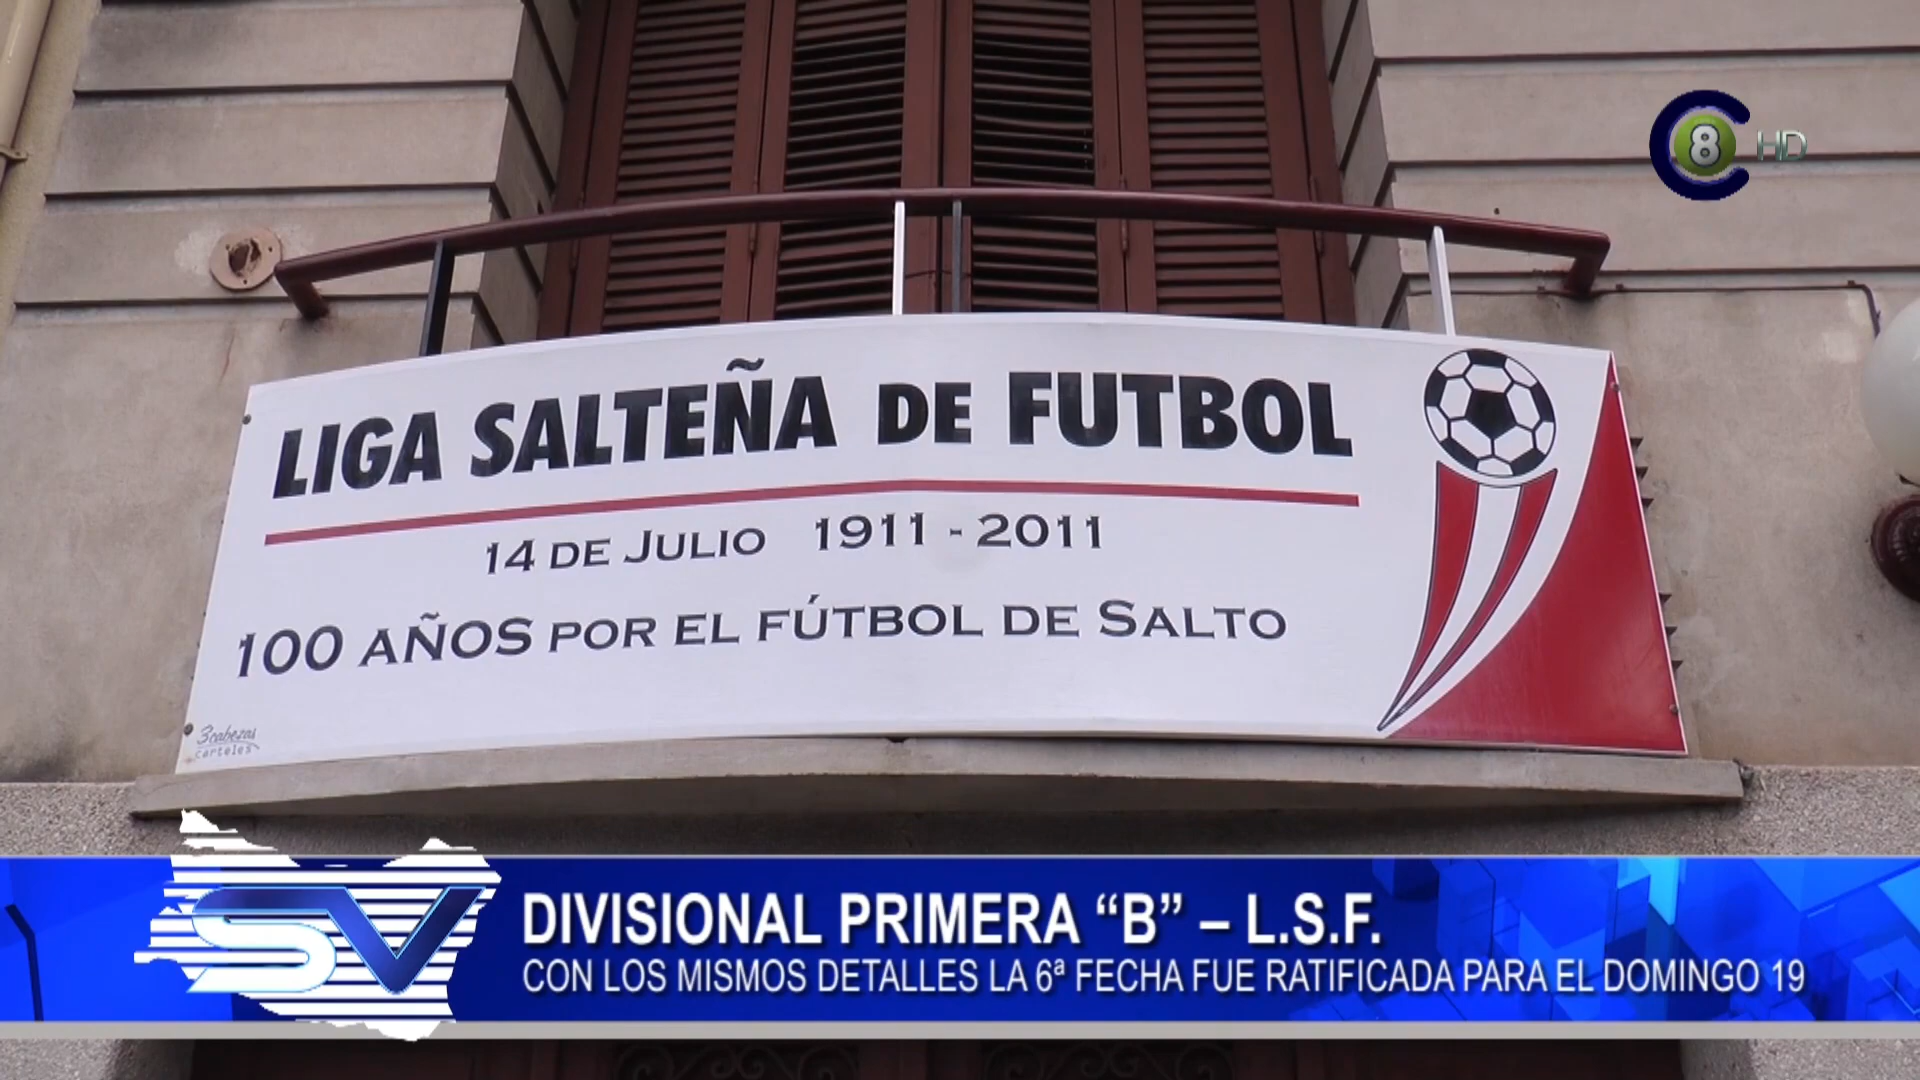 8 HD
LIGA SALTEÑA DE FUTBOL
14 DE JULIO 1911 - 2011
100 AÑOS POR EL FÚTBOL DE SALTO
3cabezas
carteles
SV
DIVISIONAL PRIMERA “B” – L.S.F.
CON LOS MISMOS DETALLES LA 6ª FECHA FUE RATIFICADA PARA EL DOMINGO 19